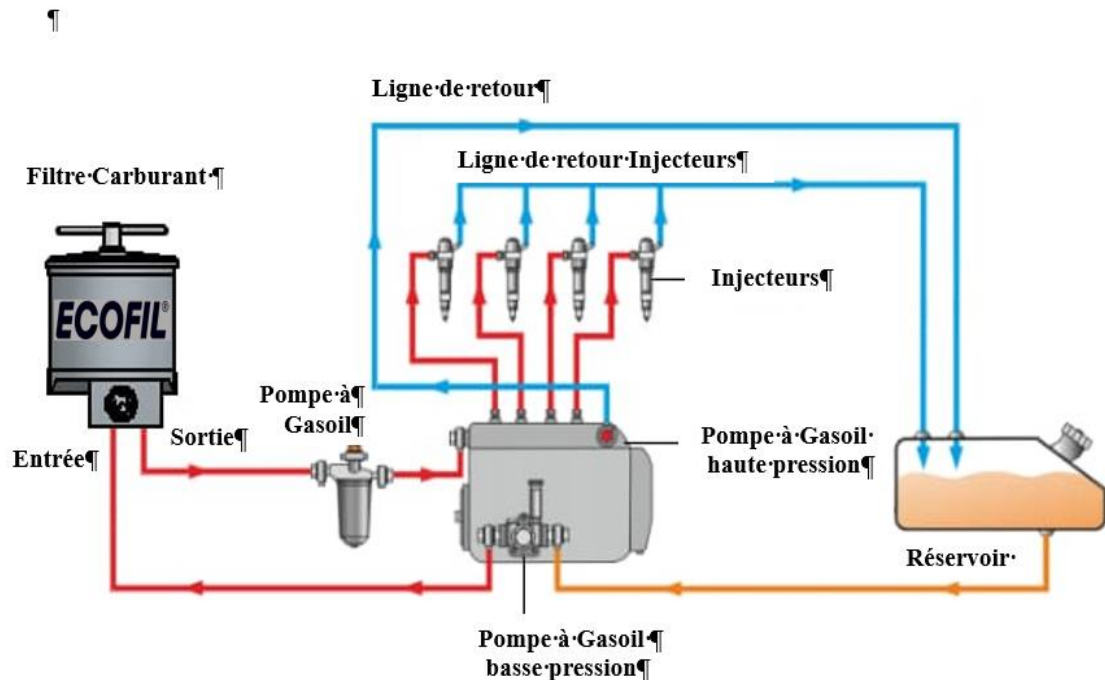 ¶
Ligne·de·retour¶
Ligne·de·retour·Injecteurs¶
Filtre·Carburant·¶
Injecteurs¶
ECOFIL®
Pompe·à¶
Gasoil¶
Sortie¶
Entrée¶
Pompe·à·Gasoil·
haute·pression¶
Réservoir·
Pompe·à·Gasoil·¶
basse·pression¶